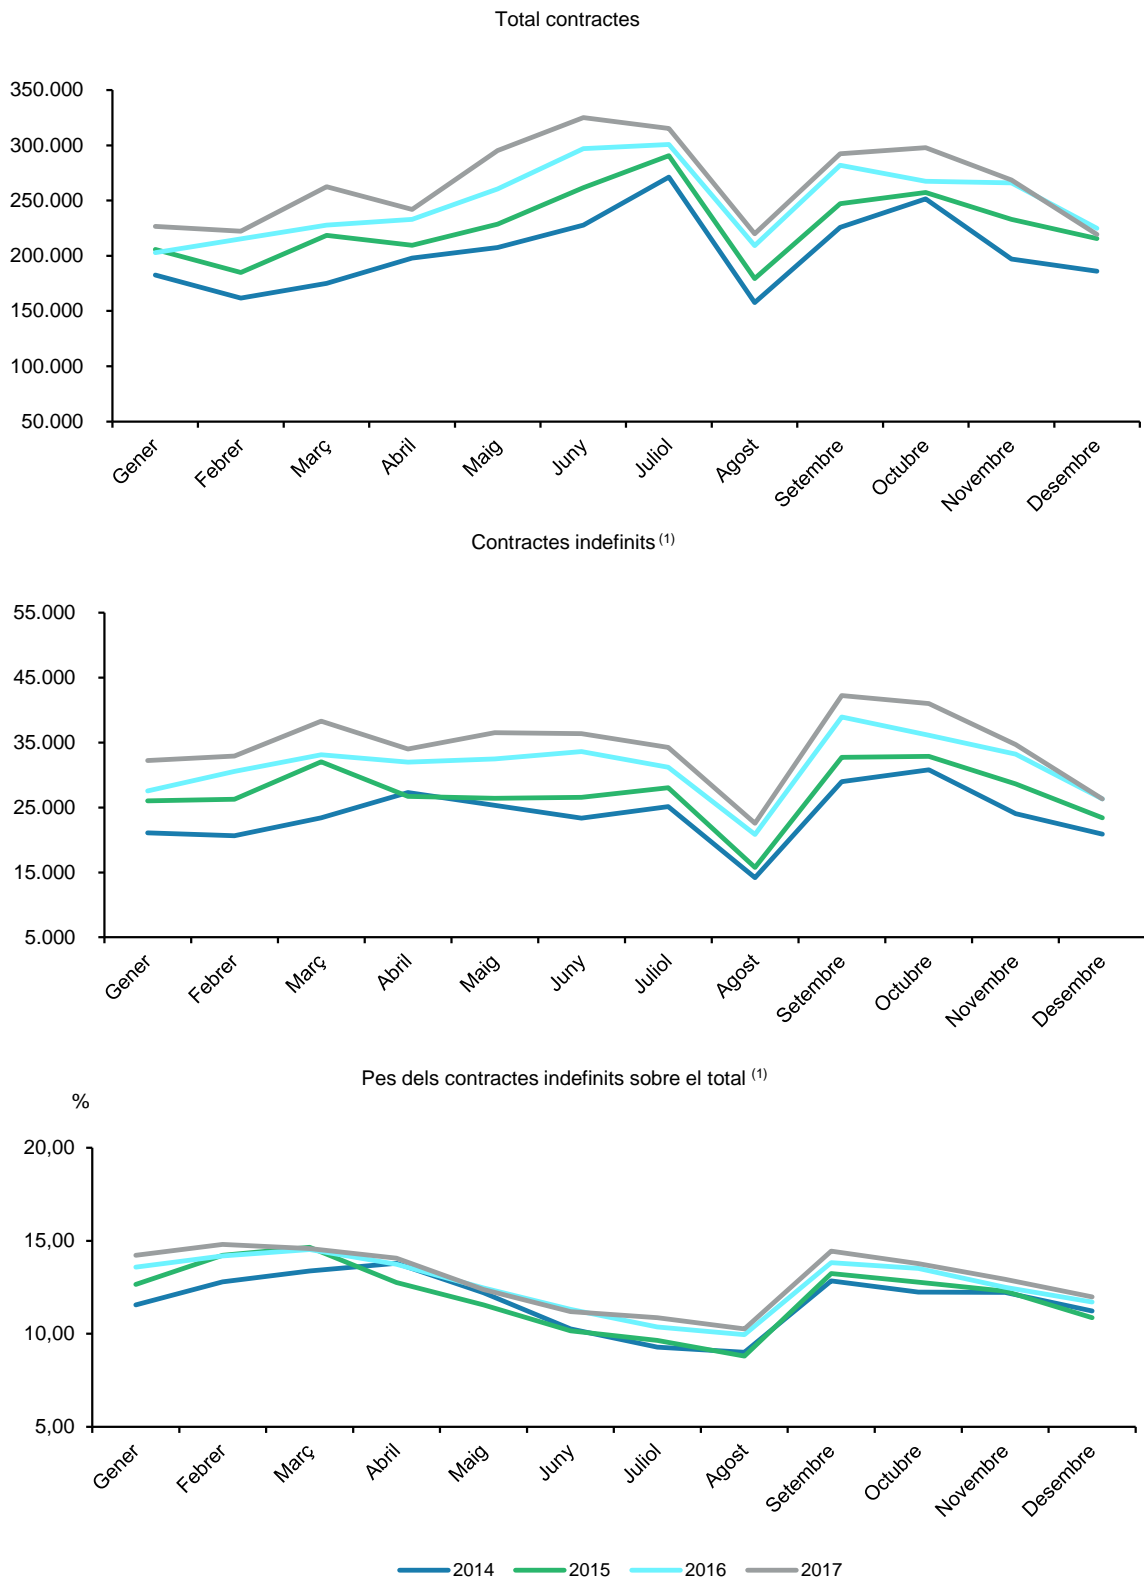 Total contractes
350.000
300.000
250.000
200.000
150.000
100.000
50.000
Gener
Febrer
Març
Abril
Maig
Juny
Juliol
Agost
Setembre
Octubre
Novembre
Desembre
Contractes indefinits (1)
55.000
45.000
35.000
25.000
15.000
5.000
Gener
Febrer
Març
Abril
Maig
Juny
Juliol
Agost
Setembre
Octubre
Novembre
Desembre
Pes dels contractes indefinits sobre el total (1)
%
20,00
15,00
10,00
5,00
Gener
Febrer
Març
Abril
Maig
Juny
Juliol
Agost
Setembre
Octubre
Novembre
Desembre
2014 2015 2016 2017